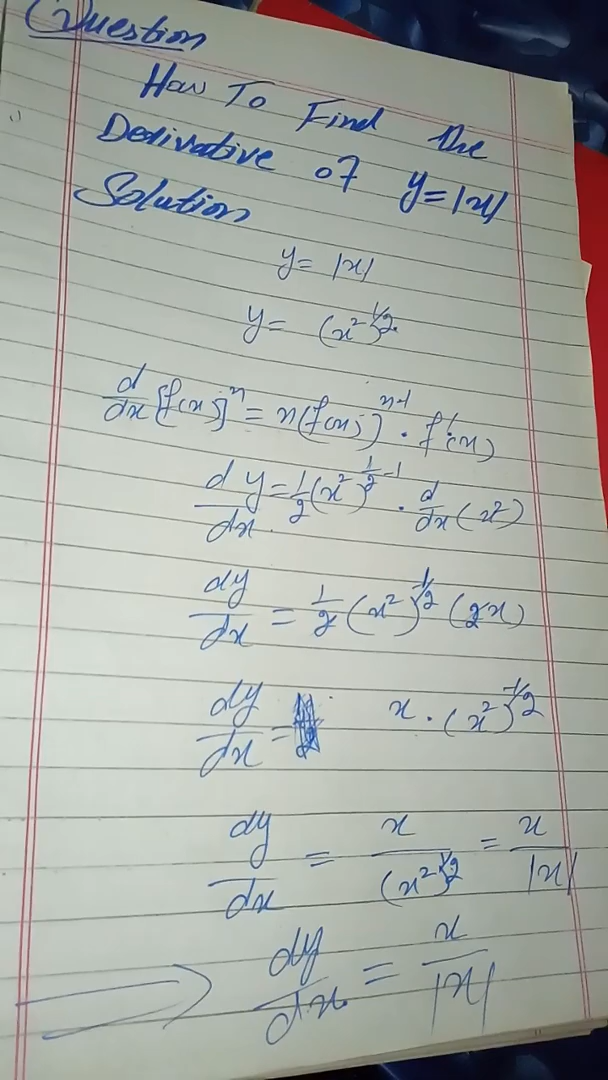 Question
How To Find the
Derivative of y=|x|
Solution
y= |x|
y= (x²)^1/2.
d/dx [f(x)]^n = n(f(x))^n-1 . f'(x)
d/dx y = 1/2 (x²)^1/2-1 . d/dx (x²)
dy/dx = 1/2 (x²)^-1/2 (2x)
dy/dx = x . (x²)^-1/2
dy/dx = x/(x²)^1/2 = x/|x|
dy/dx = x/|x|